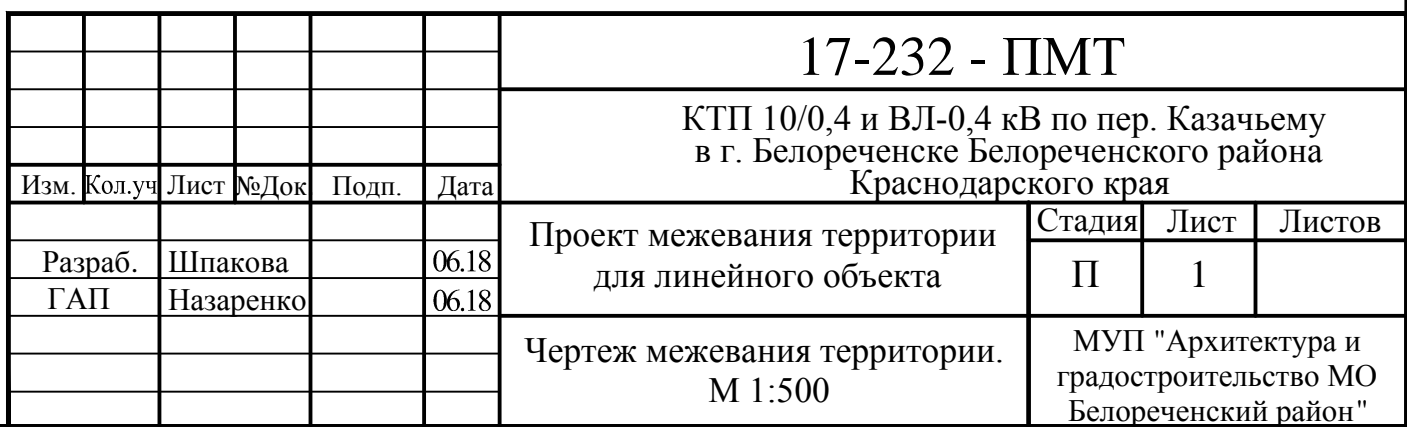 17-232 - ПМТ
КТП 10/0,4 и ВЛ-0,4 кВ по пер. Казачьему
в г. Белореченске Белореченского района
Краснодарского края
Изм. Кол.уч Лист №Док Подп. Дата
Проект межевания территории
для линейного объекта
Стадия Лист Листов
П 1
Разраб. Шпакова 06.18
ГАП Назаренко 06.18
Чертеж межевания территории.
М 1:500
МУП "Архитектура и
градостроительство МО
Белореченский район"